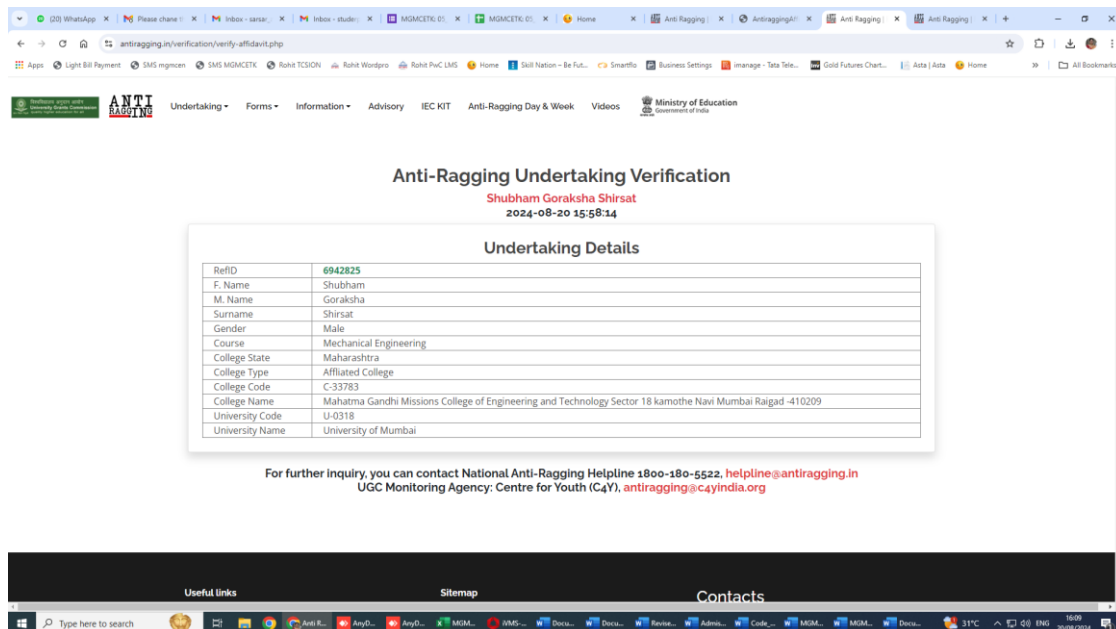 (20) WhatsApp
Please chane t
Inbox - sarsar_
Inbox - studen
MGMCETK: 01_
MGMCETK: 01_
Home
Anti Ragging |
AntiraggingAff
Anti Ragging |
Anti Ragging |
antiragging.in/verification/verify-affidavit.php
Apps Light Bill Payment SMS mgmcen SMS MGMCETK Rohit TCSION Rohit Wordpro Rohit PwC LMS Home Skill Nation – Be Fut... Smartflo Business Settings imanage - Tata Tele... Gold Futures Chart... Asta | Asta Home » All Bookmarks
University Grants Commission
ANTI
RAGGING
Undertaking Forms Information Advisory IEC KIT Anti-Ragging Day & Week Videos
Ministry of Education
Government of India
Anti-Ragging Undertaking Verification
Shubham Goraksha Shirsat
2024-08-20 15:58:14
Undertaking Details
RefID 6942825
F. Name Shubham
M. Name Goraksha
Surname Shirsat
Gender Male
Course Mechanical Engineering
College State Maharashtra
College Type Affliated College
College Code C-33783
College Name Mahatma Gandhi Missions College of Engineering and Technology Sector 18 kamothe Navi Mumbai Raigad -410209
University Code U-0318
University Name University of Mumbai
For further inquiry, you can contact National Anti-Ragging Helpline 1800-180-5522, helpline@antiragging.in
UGC Monitoring Agency: Centre for Youth (C4Y), antiragging@c4yindia.org
Useful links Sitemap Contacts
Type here to search Anti R... AnyD... AnyD... MGM... iVMS-... Docu... Docu... Revise... Admis... Code_... MGM... MGM... Docu... 31°C ENG 16:09
20/08/2024